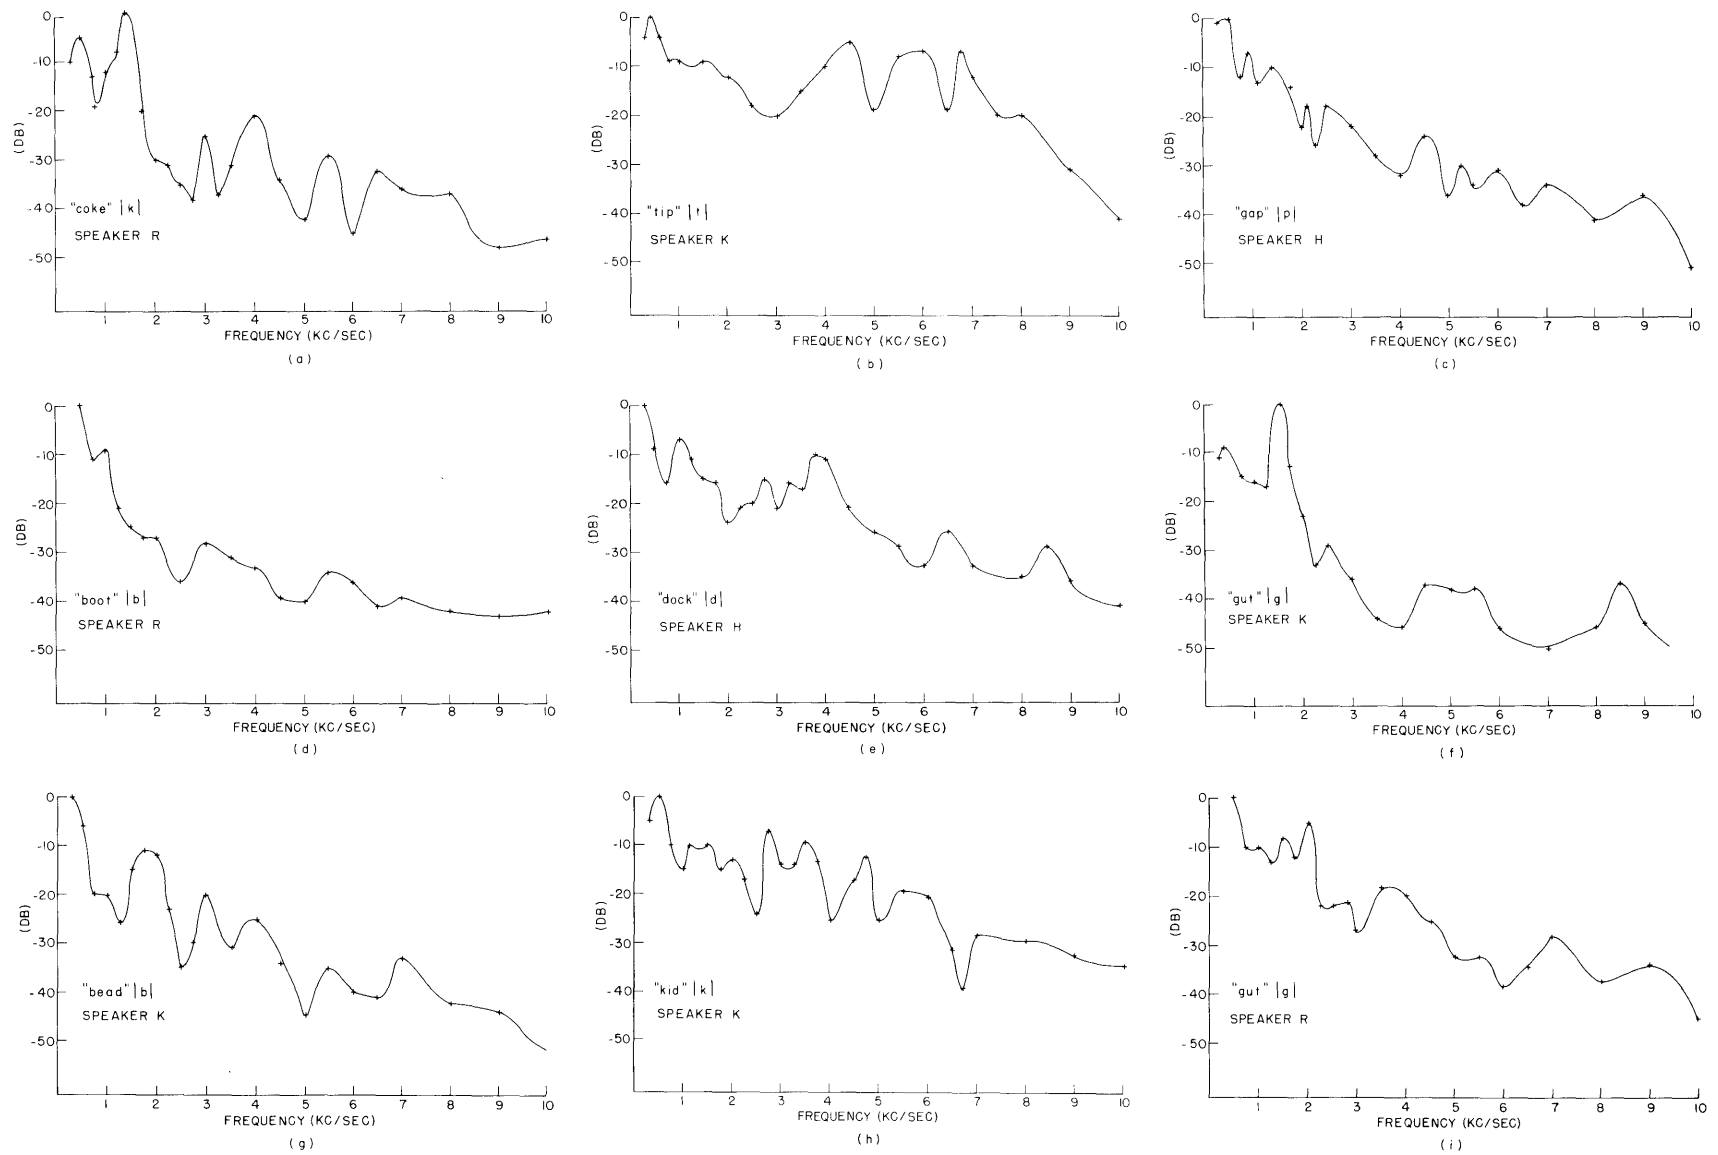 0
-10
-20
-30
-40
-50
(DB)
"coke" |k|
SPEAKER R
1 2 3 4 5 6 7 8 9 10
FREQUENCY (KC/SEC)
(a)
0
-10
-20
-30
-40
-50
(DB)
"tip" |t|
SPEAKER K
1 2 3 4 5 6 7 8 9 10
FREQUENCY (KC/SEC)
(b)
0
-10
-20
-30
-40
-50
(DB)
"gap" |p|
SPEAKER H
1 2 3 4 5 6 7 8 9 10
FREQUENCY (KC/SEC)
(c)
0
-10
-20
-30
-40
-50
(DB)
"boot" |b|
SPEAKER R
1 2 3 4 5 6 7 8 9 10
FREQUENCY (KC/SEC)
(d)
0
-10
-20
-30
-40
-50
(DB)
"dock" |d|
SPEAKER H
1 2 3 4 5 6 7 8 9 10
FREQUENCY (KC/SEC)
(e)
0
-10
-20
-30
-40
-50
(DB)
"gut" |g|
SPEAKER K
1 2 3 4 5 6 7 8 9 10
FREQUENCY (KC/SEC)
(f)
0
-10
-20
-30
-40
-50
(DB)
"bead" |b|
SPEAKER K
1 2 3 4 5 6 7 8 9 10
FREQUENCY (KC/SEC)
(g)
0
-10
-20
-30
-40
-50
(DB)
"kid" |k|
SPEAKER K
1 2 3 4 5 6 7 8 9 10
FREQUENCY (KC/SEC)
(h)
0
-10
-20
-30
-40
-50
(DB)
"gut" |g|
SPEAKER R
1 2 3 4 5 6 7 8 9 10
FREQUENCY (KC/SEC)
(i)